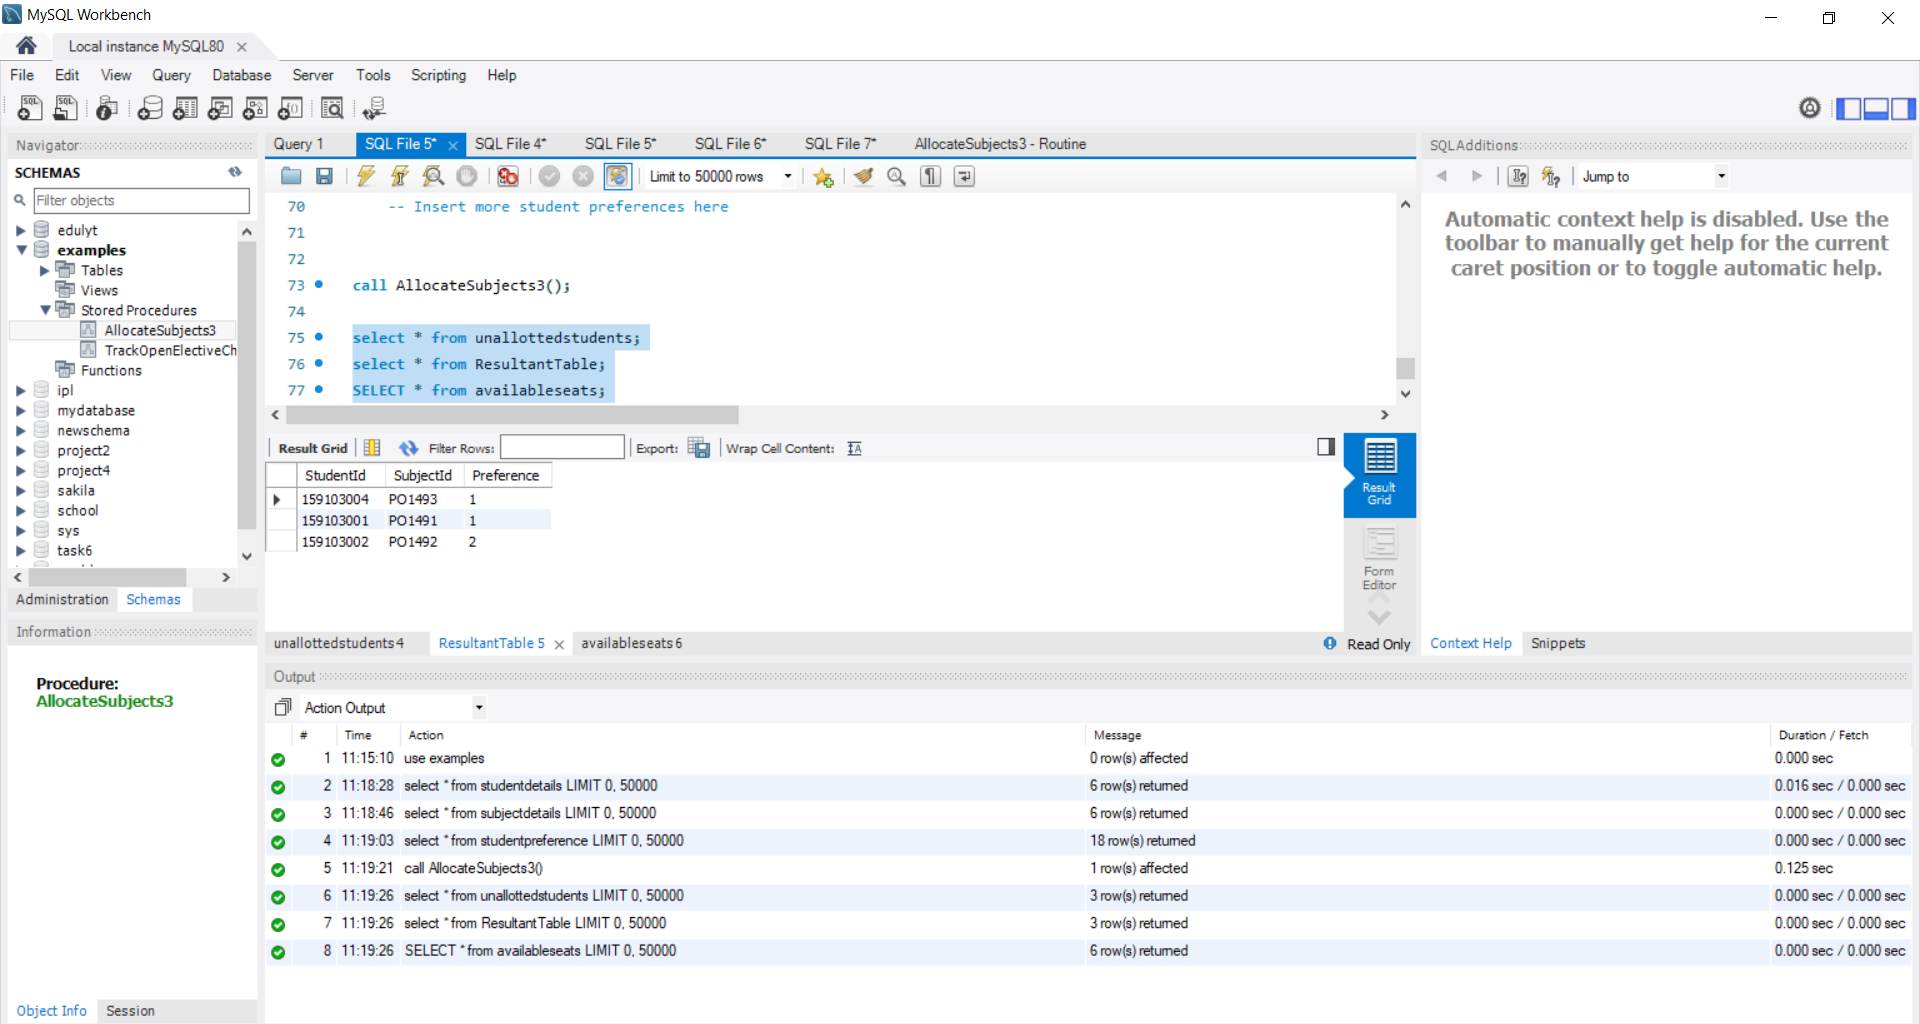 MySQL Workbench
Local instance MySQL80
File Edit View Query Database Server Tools Scripting Help
Navigator
SCHEMAS
Filter objects
edulyt
examples
Tables
Views
Stored Procedures
AllocateSubjects3
TrackOpenElectiveCh
Functions
ipl
mydatabase
newschema
project2
project4
sakila
school
sys
task6
Administration Schemas
Information
Procedure:
AllocateSubjects3
Object Info Session
Query 1 SQL File 5* SQL File 4* SQL File 5* SQL File 6* SQL File 7* AllocateSubjects3 - Routine
Limit to 50000 rows
70 -- Insert more student preferences here
71
72
73 call AllocateSubjects3();
74
75 select * from unallottedstudents;
76 select * from ResultantTable;
77 SELECT * from availableseats;
Result Grid Filter Rows: Export: Wrap Cell Content:
StudentId SubjectId Preference
159103004 PO1493 1
159103001 PO1491 1
159103002 PO1492 2
Result
Grid
Form
Editor
unallottedstudents 4 ResultantTable 5 availableseats 6 Read Only
SQLAdditions
Jump to
Automatic context help is disabled. Use the
toolbar to manually get help for the current
caret position or to toggle automatic help.
Context Help Snippets
Output
Action Output
# Time Action Message Duration / Fetch
1 11:15:10 use examples 0 row(s) affected 0.000 sec
2 11:18:28 select * from studentdetails LIMIT 0, 50000 6 row(s) returned 0.016 sec / 0.000 sec
3 11:18:46 select * from subjectdetails LIMIT 0, 50000 6 row(s) returned 0.000 sec / 0.000 sec
4 11:19:03 select * from studentpreference LIMIT 0, 50000 18 row(s) returned 0.000 sec / 0.000 sec
5 11:19:21 call AllocateSubjects3() 1 row(s) affected 0.125 sec
6 11:19:26 select * from unallottedstudents LIMIT 0, 50000 3 row(s) returned 0.000 sec / 0.000 sec
7 11:19:26 select * from ResultantTable LIMIT 0, 50000 3 row(s) returned 0.000 sec / 0.000 sec
8 11:19:26 SELECT * from availableseats LIMIT 0, 50000 6 row(s) returned 0.000 sec / 0.000 sec